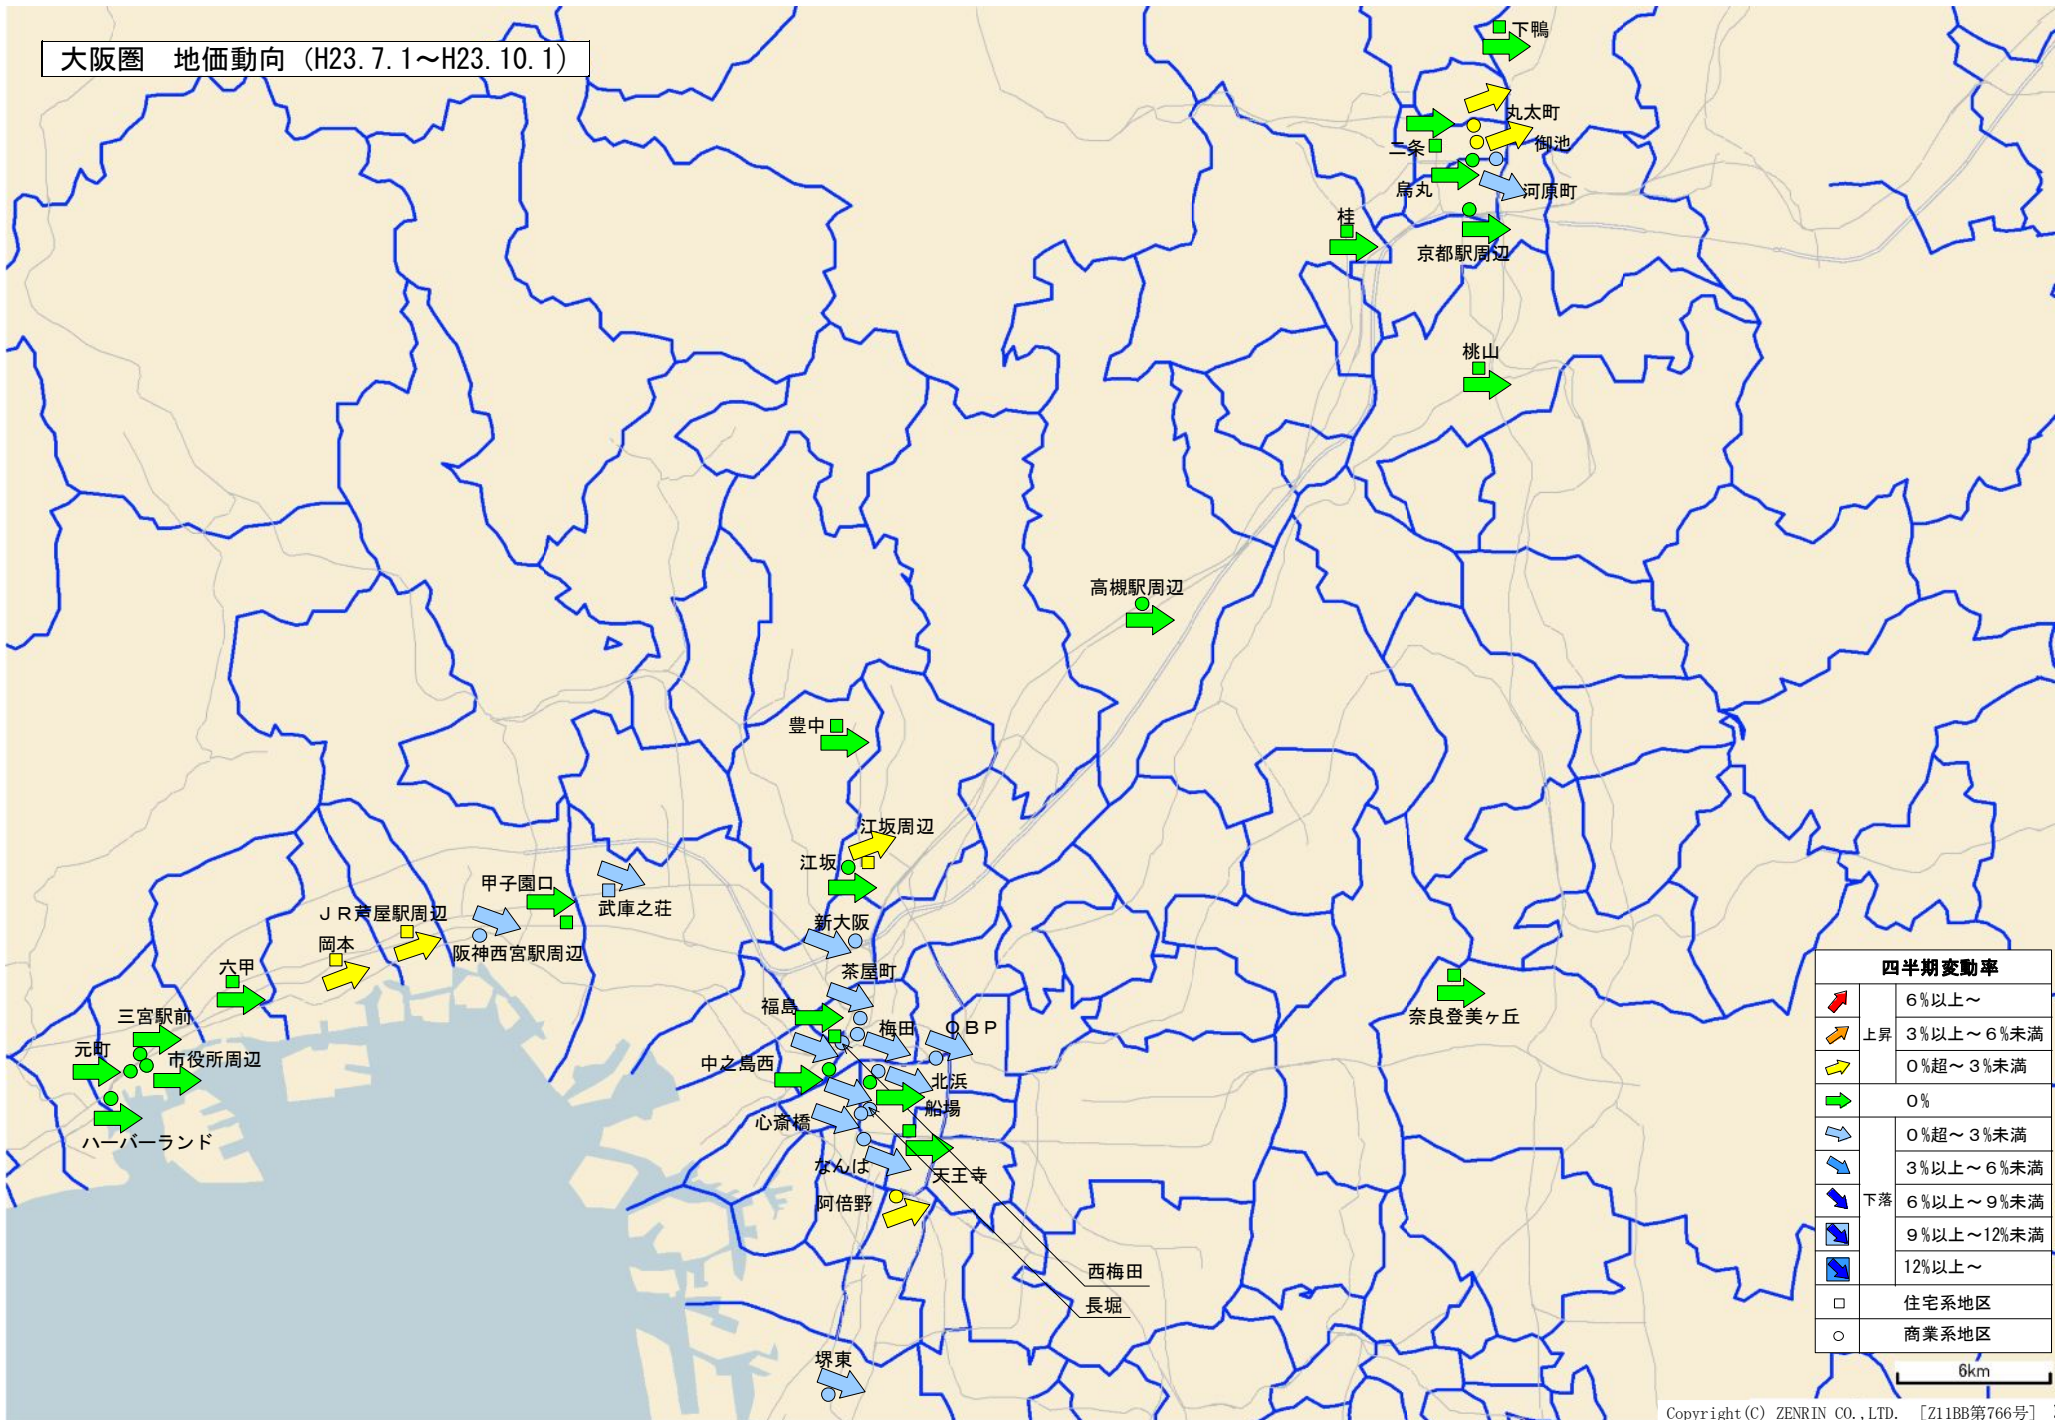 大阪圏　地価動向（H23.7.1～H23.10.1）
下鴨
丸太町
御池
二条
烏丸
河原町
桂
京都駅周辺
桃山
高槻駅周辺
豊中
江坂周辺
江坂
甲子園口
武庫之荘
ＪＲ芦屋駅周辺
岡本
阪神西宮駅周辺
新大阪
六甲
茶屋町
三宮駅前
福島
元町
市役所周辺
梅田
ＯＢＰ
中之島西
北浜
船場
奈良登美ヶ丘
心斎橋
ハーバーランド
なんば
天王寺
阿倍野
西梅田
長堀
堺東
四半期変動率
上昇
6%以上～
3%以上～6%未満
0%超～3%未満
0%
下落
0%超～3%未満
3%以上～6%未満
6%以上～9%未満
9%以上～12%未満
12%以上～
住宅系地区
商業系地区
6km
Copyright(C) ZENRIN CO.,LTD. [Z11BB第766号]